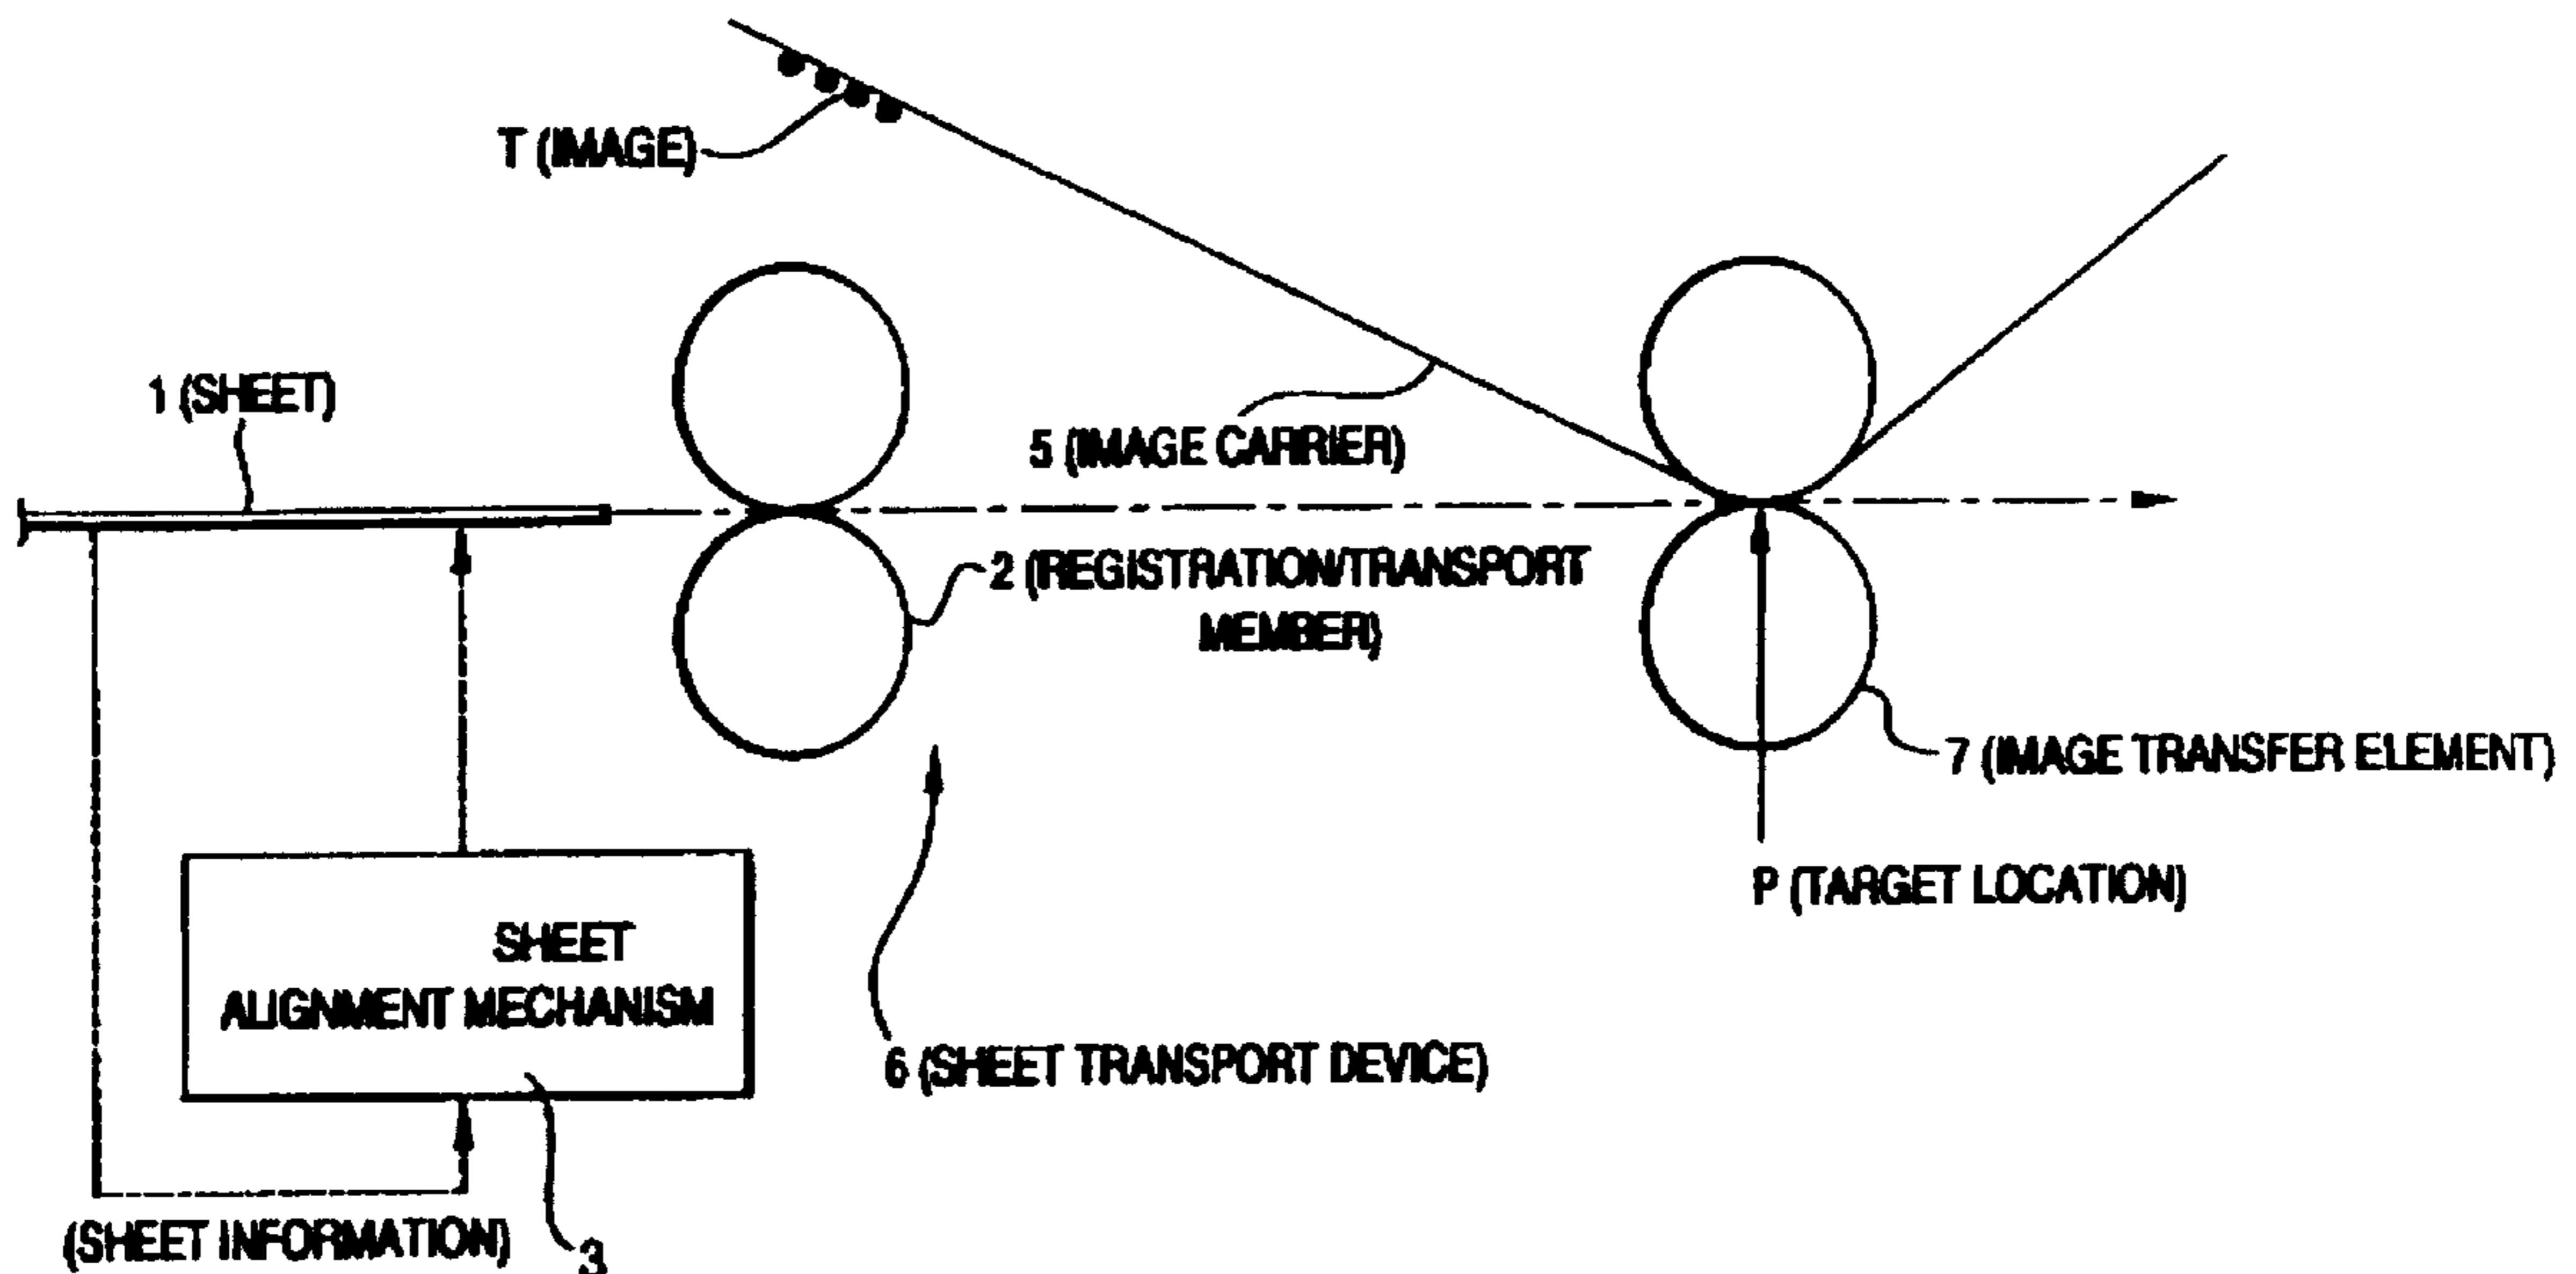 T (IMAGE)
1 (SHEET)
5 (IMAGE CARRIER)
2 (REGISTRATION/TRANSPORT
MEMBER)
7 (IMAGE TRANSFER ELEMENT)
P (TARGET LOCATION)
SHEET
ALIGNMENT MECHANISM
6 (SHEET TRANSPORT DEVICE)
(SHEET INFORMATION)
3